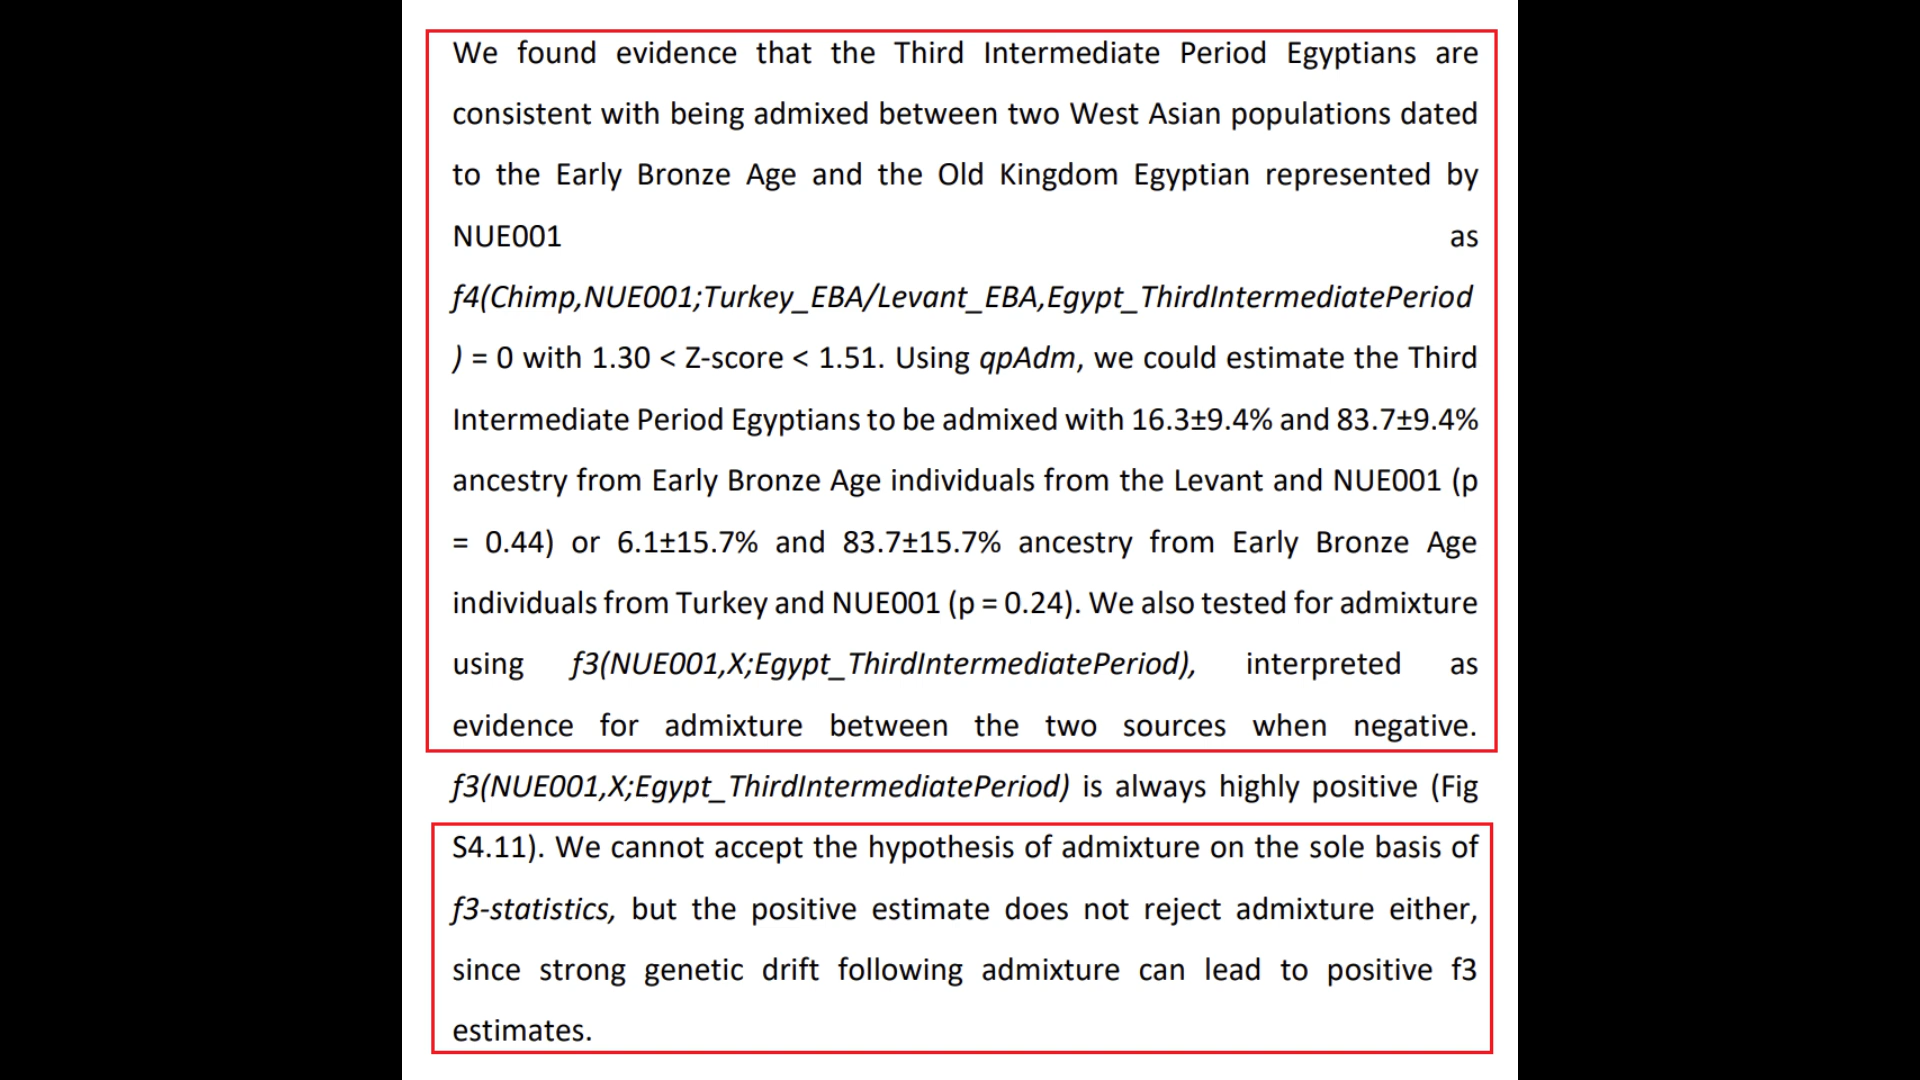 We found evidence that the Third Intermediate Period Egyptians are
consistent with being admixed between two West Asian populations dated
to the Early Bronze Age and the Old Kingdom Egyptian represented by
NUE001 as
f4(Chimp,NUE001;Turkey_EBA/Levant_EBA,Egypt_ThirdIntermediatePeriod
) = 0 with 1.30 < Z-score < 1.51. Using qpAdm, we could estimate the Third
Intermediate Period Egyptians to be admixed with 16.3±9.4% and 83.7±9.4%
ancestry from Early Bronze Age individuals from the Levant and NUE001 (p
= 0.44) or 6.1±15.7% and 83.7±15.7% ancestry from Early Bronze Age
individuals from Turkey and NUE001 (p = 0.24). We also tested for admixture
using f3(NUE001,X;Egypt_ThirdIntermediatePeriod), interpreted as
evidence for admixture between the two sources when negative.
f3(NUE001,X;Egypt_ThirdIntermediatePeriod) is always highly positive (Fig
S4.11). We cannot accept the hypothesis of admixture on the sole basis of
f3-statistics, but the positive estimate does not reject admixture either,
since strong genetic drift following admixture can lead to positive f3
estimates.